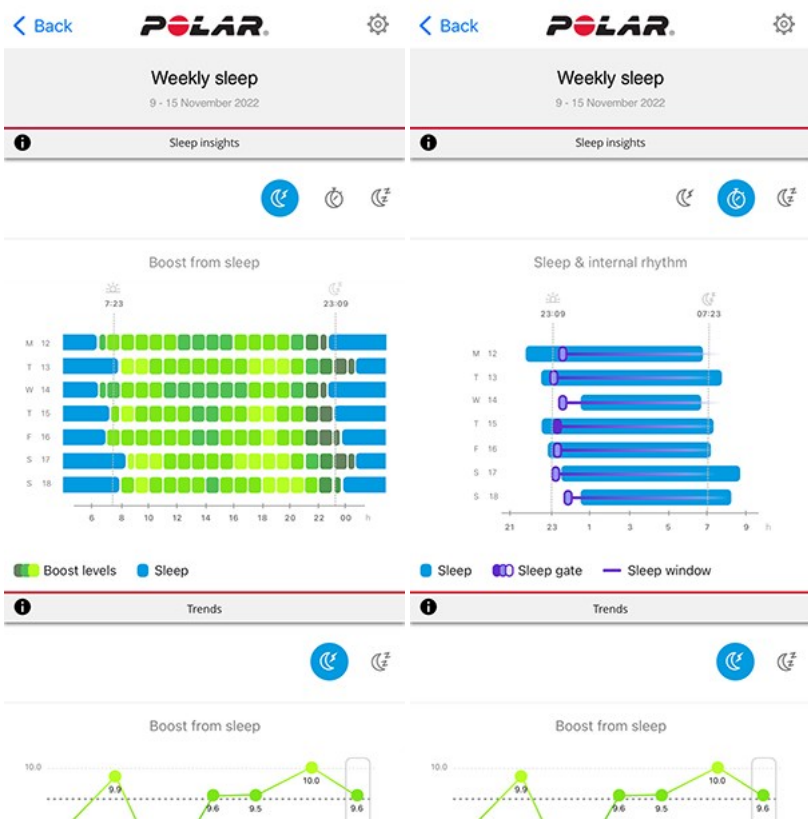 Back POLAR.
Weekly sleep
9 - 15 November 2022
Sleep insights
Boost from sleep
7:23 23:09
M 12
T 13
W 14
T 15
F 16
S 17
S 18
6 8 10 12 14 16 18 20 22 00 h
Boost levels Sleep
Trends
Boost from sleep
10.0
9.9 9.6 9.5 10.0 9.6
Back POLAR.
Weekly sleep
9 - 15 November 2022
Sleep insights
Sleep & internal rhythm
23:09 07:23
M 12
T 13
W 14
T 15
F 16
S 17
S 18
21 23 1 3 5 7 9 h
Sleep Sleep gate Sleep window
Trends
Boost from sleep
10.0
9.9 9.6 9.5 10.0 9.6